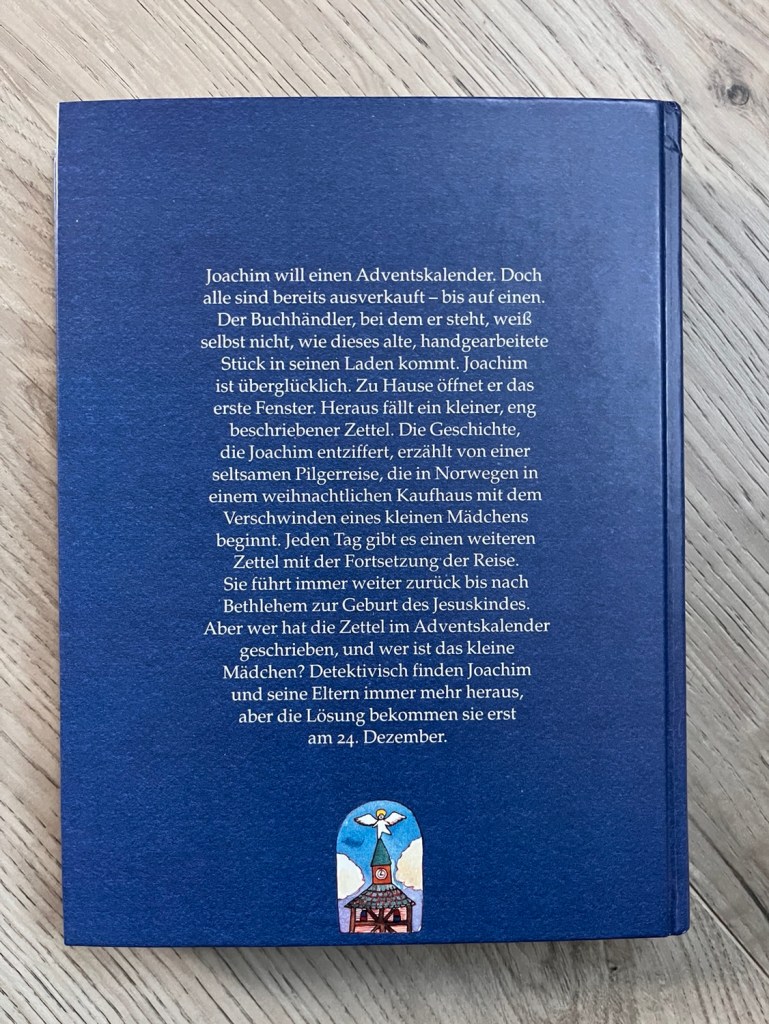 Joachim will einen Adventskalender. Doch
alle sind bereits ausverkauft – bis auf einen.
Der Buchhändler, bei dem er steht, weiß
selbst nicht, wie dieses alte, handgearbeitete
Stück in seinen Laden kommt. Joachim
ist überglücklich. Zu Hause öffnet er das
erste Fenster. Heraus fällt ein kleiner, eng
beschriebener Zettel. Die Geschichte,
die Joachim entziffert, erzählt von einer
seltsamen Pilgerreise, die in Norwegen in
einem weihnachtlichen Kaufhaus mit dem
Verschwinden eines kleinen Mädchens
beginnt. Jeden Tag gibt es einen weiteren
Zettel mit der Fortsetzung der Reise.
Sie führt immer weiter zurück bis nach
Bethlehem zur Geburt des Jesuskindes.
Aber wer hat die Zettel im Adventskalender
geschrieben, und wer ist das kleine
Mädchen? Detektivisch finden Joachim
und seine Eltern immer mehr heraus,
aber die Lösung bekommen sie erst
am 24. Dezember.